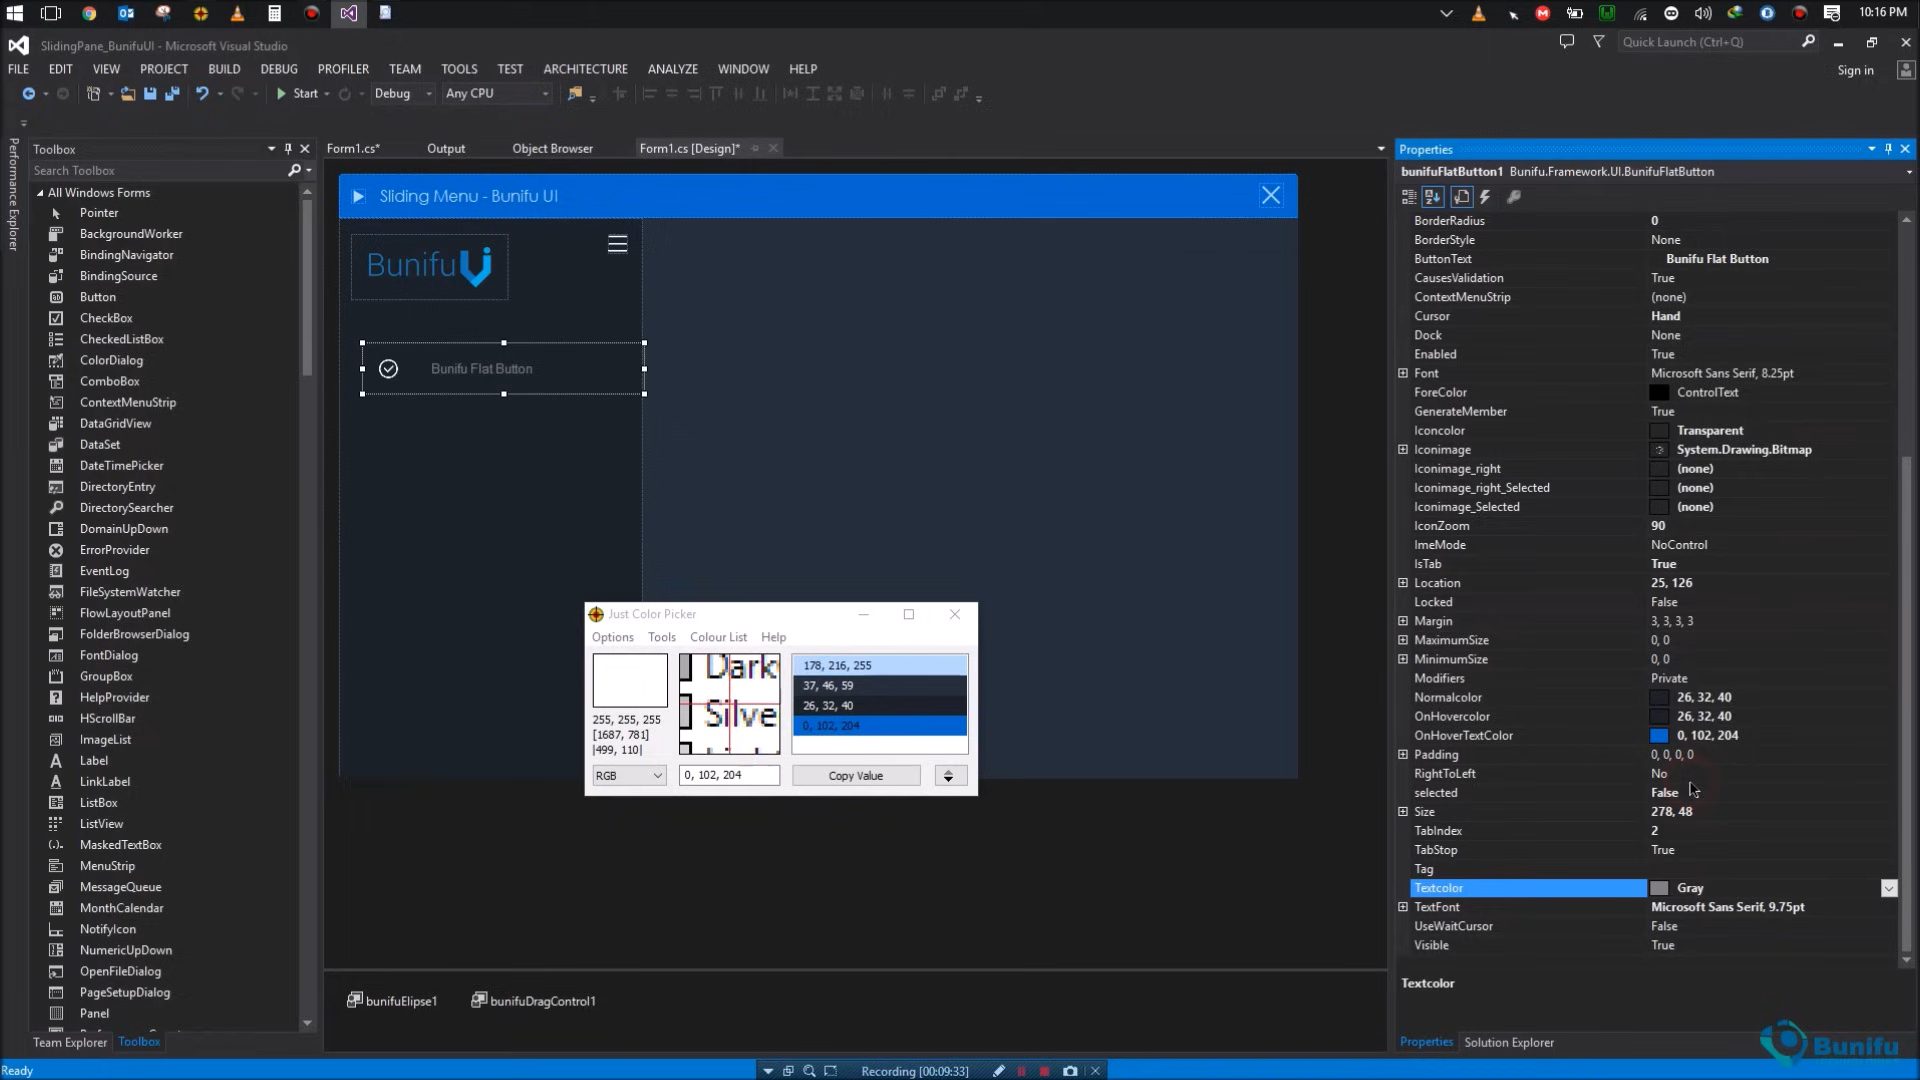 10:16 PM
SlidingPane_BunifuUI - Microsoft Visual Studio
Quick Launch (Ctrl+Q)
FILE EDIT VIEW PROJECT BUILD DEBUG PROFILER TEAM TOOLS TEST ARCHITECTURE ANALYZE WINDOW HELP
Sign in
Start Debug Any CPU
Performance Explorer
Toolbox
Search Toolbox
All Windows Forms
Pointer
BackgroundWorker
BindingNavigator
BindingSource
Button
CheckBox
CheckedListBox
ColorDialog
ComboBox
ContextMenuStrip
DataGridView
DataSet
DateTimePicker
DirectoryEntry
DirectorySearcher
DomainUpDown
ErrorProvider
EventLog
FileSystemWatcher
FlowLayoutPanel
FolderBrowserDialog
FontDialog
GroupBox
HelpProvider
HScrollBar
ImageList
Label
LinkLabel
ListBox
ListView
MaskedTextBox
MenuStrip
MessageQueue
MonthCalendar
NotifyIcon
NumericUpDown
OpenFileDialog
PageSetupDialog
Panel
Team Explorer Toolbox
Form1.cs* Output Object Browser Form1.cs [Design]*
Sliding Menu - Bunifu UI
Bunifu
Bunifu Flat Button
Just Color Picker
Options Tools Colour List Help
Dark
Silve
255, 255, 255
[1687, 781]
|499, 110|
RGB 0, 102, 204
178, 216, 255
37, 46, 59
26, 32, 40
0, 102, 204
Copy Value
bunifuElipse1 bunifuDragControl1
Properties
bunifuFlatButton1 Bunifu.Framework.UI.BunifuFlatButton
BorderRadius 0
BorderStyle None
ButtonText Bunifu Flat Button
CausesValidation True
ContextMenuStrip (none)
Cursor Hand
Dock None
Enabled True
Font Microsoft Sans Serif, 8.25pt
ForeColor ControlText
GenerateMember True
Iconcolor Transparent
Iconimage System.Drawing.Bitmap
Iconimage_right (none)
Iconimage_right_Selected (none)
Iconimage_Selected (none)
IconZoom 90
ImeMode NoControl
IsTab True
Location 25, 126
Locked False
Margin 3, 3, 3, 3
MaximumSize 0, 0
MinimumSize 0, 0
Modifiers Private
Normalcolor 26, 32, 40
OnHovercolor 26, 32, 40
OnHoverTextColor 0, 102, 204
Padding 0, 0, 0, 0
RightToLeft No
selected False
Size 278, 48
TabIndex 2
TabStop True
Tag
Textcolor Gray
TextFont Microsoft Sans Serif, 9.75pt
UseWaitCursor False
Visible True
Textcolor
Properties Solution Explorer
Bunifu
Ready
Recording [00:09:33]